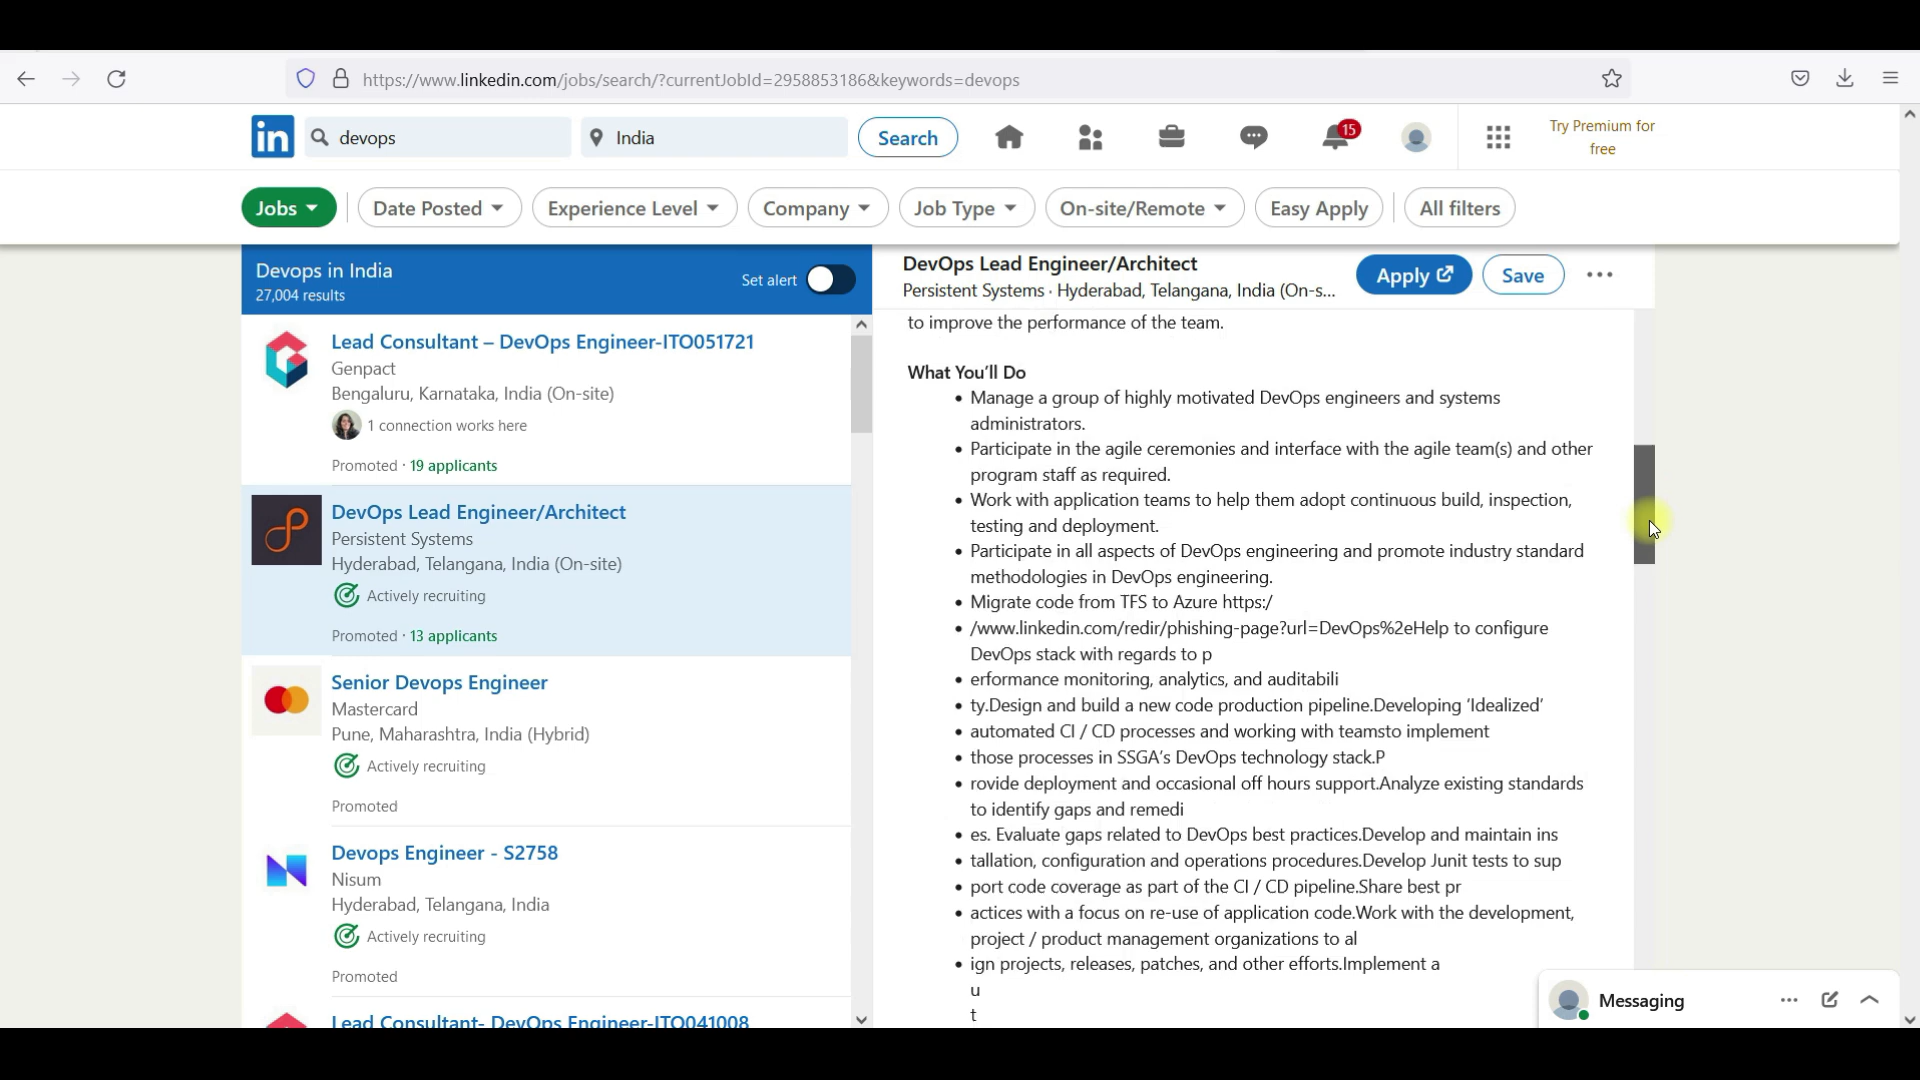 https://www.linkedin.com/jobs/search/?currentJobId=2958853186&keywords=devops
in
devops
India
Search
15
Try Premium for
free
Jobs
Date Posted
Experience Level
Company
Job Type
On-site/Remote
Easy Apply
All filters
Devops in India
27,004 results
Set alert
Lead Consultant – DevOps Engineer-ITO051721
Genpact
Bengaluru, Karnataka, India (On-site)
1 connection works here
Promoted · 19 applicants
DevOps Lead Engineer/Architect
Persistent Systems
Hyderabad, Telangana, India (On-site)
Actively recruiting
Promoted · 13 applicants
Senior Devops Engineer
Mastercard
Pune, Maharashtra, India (Hybrid)
Actively recruiting
Promoted
Devops Engineer - S2758
Nisum
Hyderabad, Telangana, India
Actively recruiting
Promoted
Lead Consultant- DevOps Engineer-ITO041008
DevOps Lead Engineer/Architect
Persistent Systems · Hyderabad, Telangana, India (On-s...
Apply
Save
to improve the performance of the team.
What You'll Do
• Manage a group of highly motivated DevOps engineers and systems
administrators.
• Participate in the agile ceremonies and interface with the agile team(s) and other
program staff as required.
• Work with application teams to help them adopt continuous build, inspection,
testing and deployment.
• Participate in all aspects of DevOps engineering and promote industry standard
methodologies in DevOps engineering.
• Migrate code from TFS to Azure https:/
• /www.linkedin.com/redir/phishing-page?url=DevOps%2eHelp to configure
DevOps stack with regards to p
• erformance monitoring, analytics, and auditabili
• ty.Design and build a new code production pipeline.Developing ‘Idealized’
• automated CI / CD processes and working with teamsto implement
• those processes in SSGA’s DevOps technology stack.P
• rovide deployment and occasional off hours support.Analyze existing standards
to identify gaps and remedi
• es. Evaluate gaps related to DevOps best practices.Develop and maintain ins
• tallation, configuration and operations procedures.Develop Junit tests to sup
• port code coverage as part of the CI / CD pipeline.Share best pr
• actices with a focus on re-use of application code.Work with the development,
project / product management organizations to al
• ign projects, releases, patches, and other efforts.Implement a
u
t
Messaging